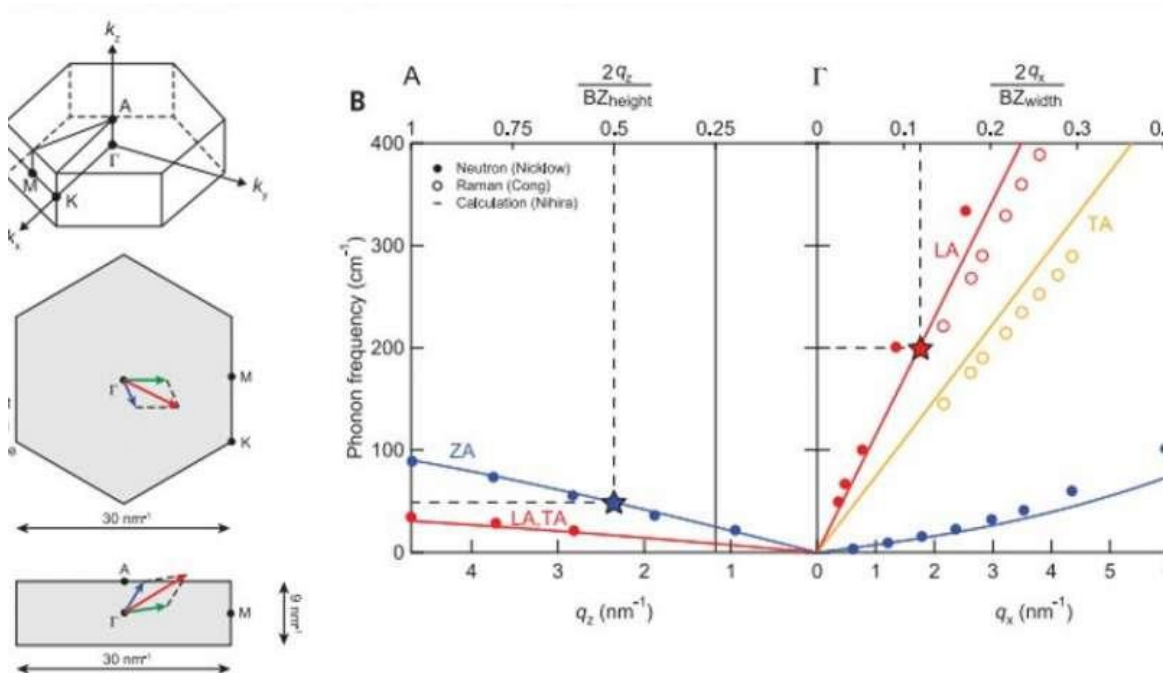 k_z
A
Γ
M
K
k_y
k_x
Γ
M
K
30 nm⁻¹
A
Γ
M
9 nm⁻¹
30 nm⁻¹
B
A
2q_z
BZ_height
Γ
2q_x
BZ_width
1 0.75 0.5 0.25 0 0.1 0.2 0.3
400
300
200
100
0
Phonon frequency (cm⁻¹)
Neutron (Nicklow)
Raman (Cong)
Calculation (Nihira)
LA
TA
ZA
LA,TA
4 3 2 1 0 1 2 3 4 5
q_z (nm⁻¹) q_x (nm⁻¹)